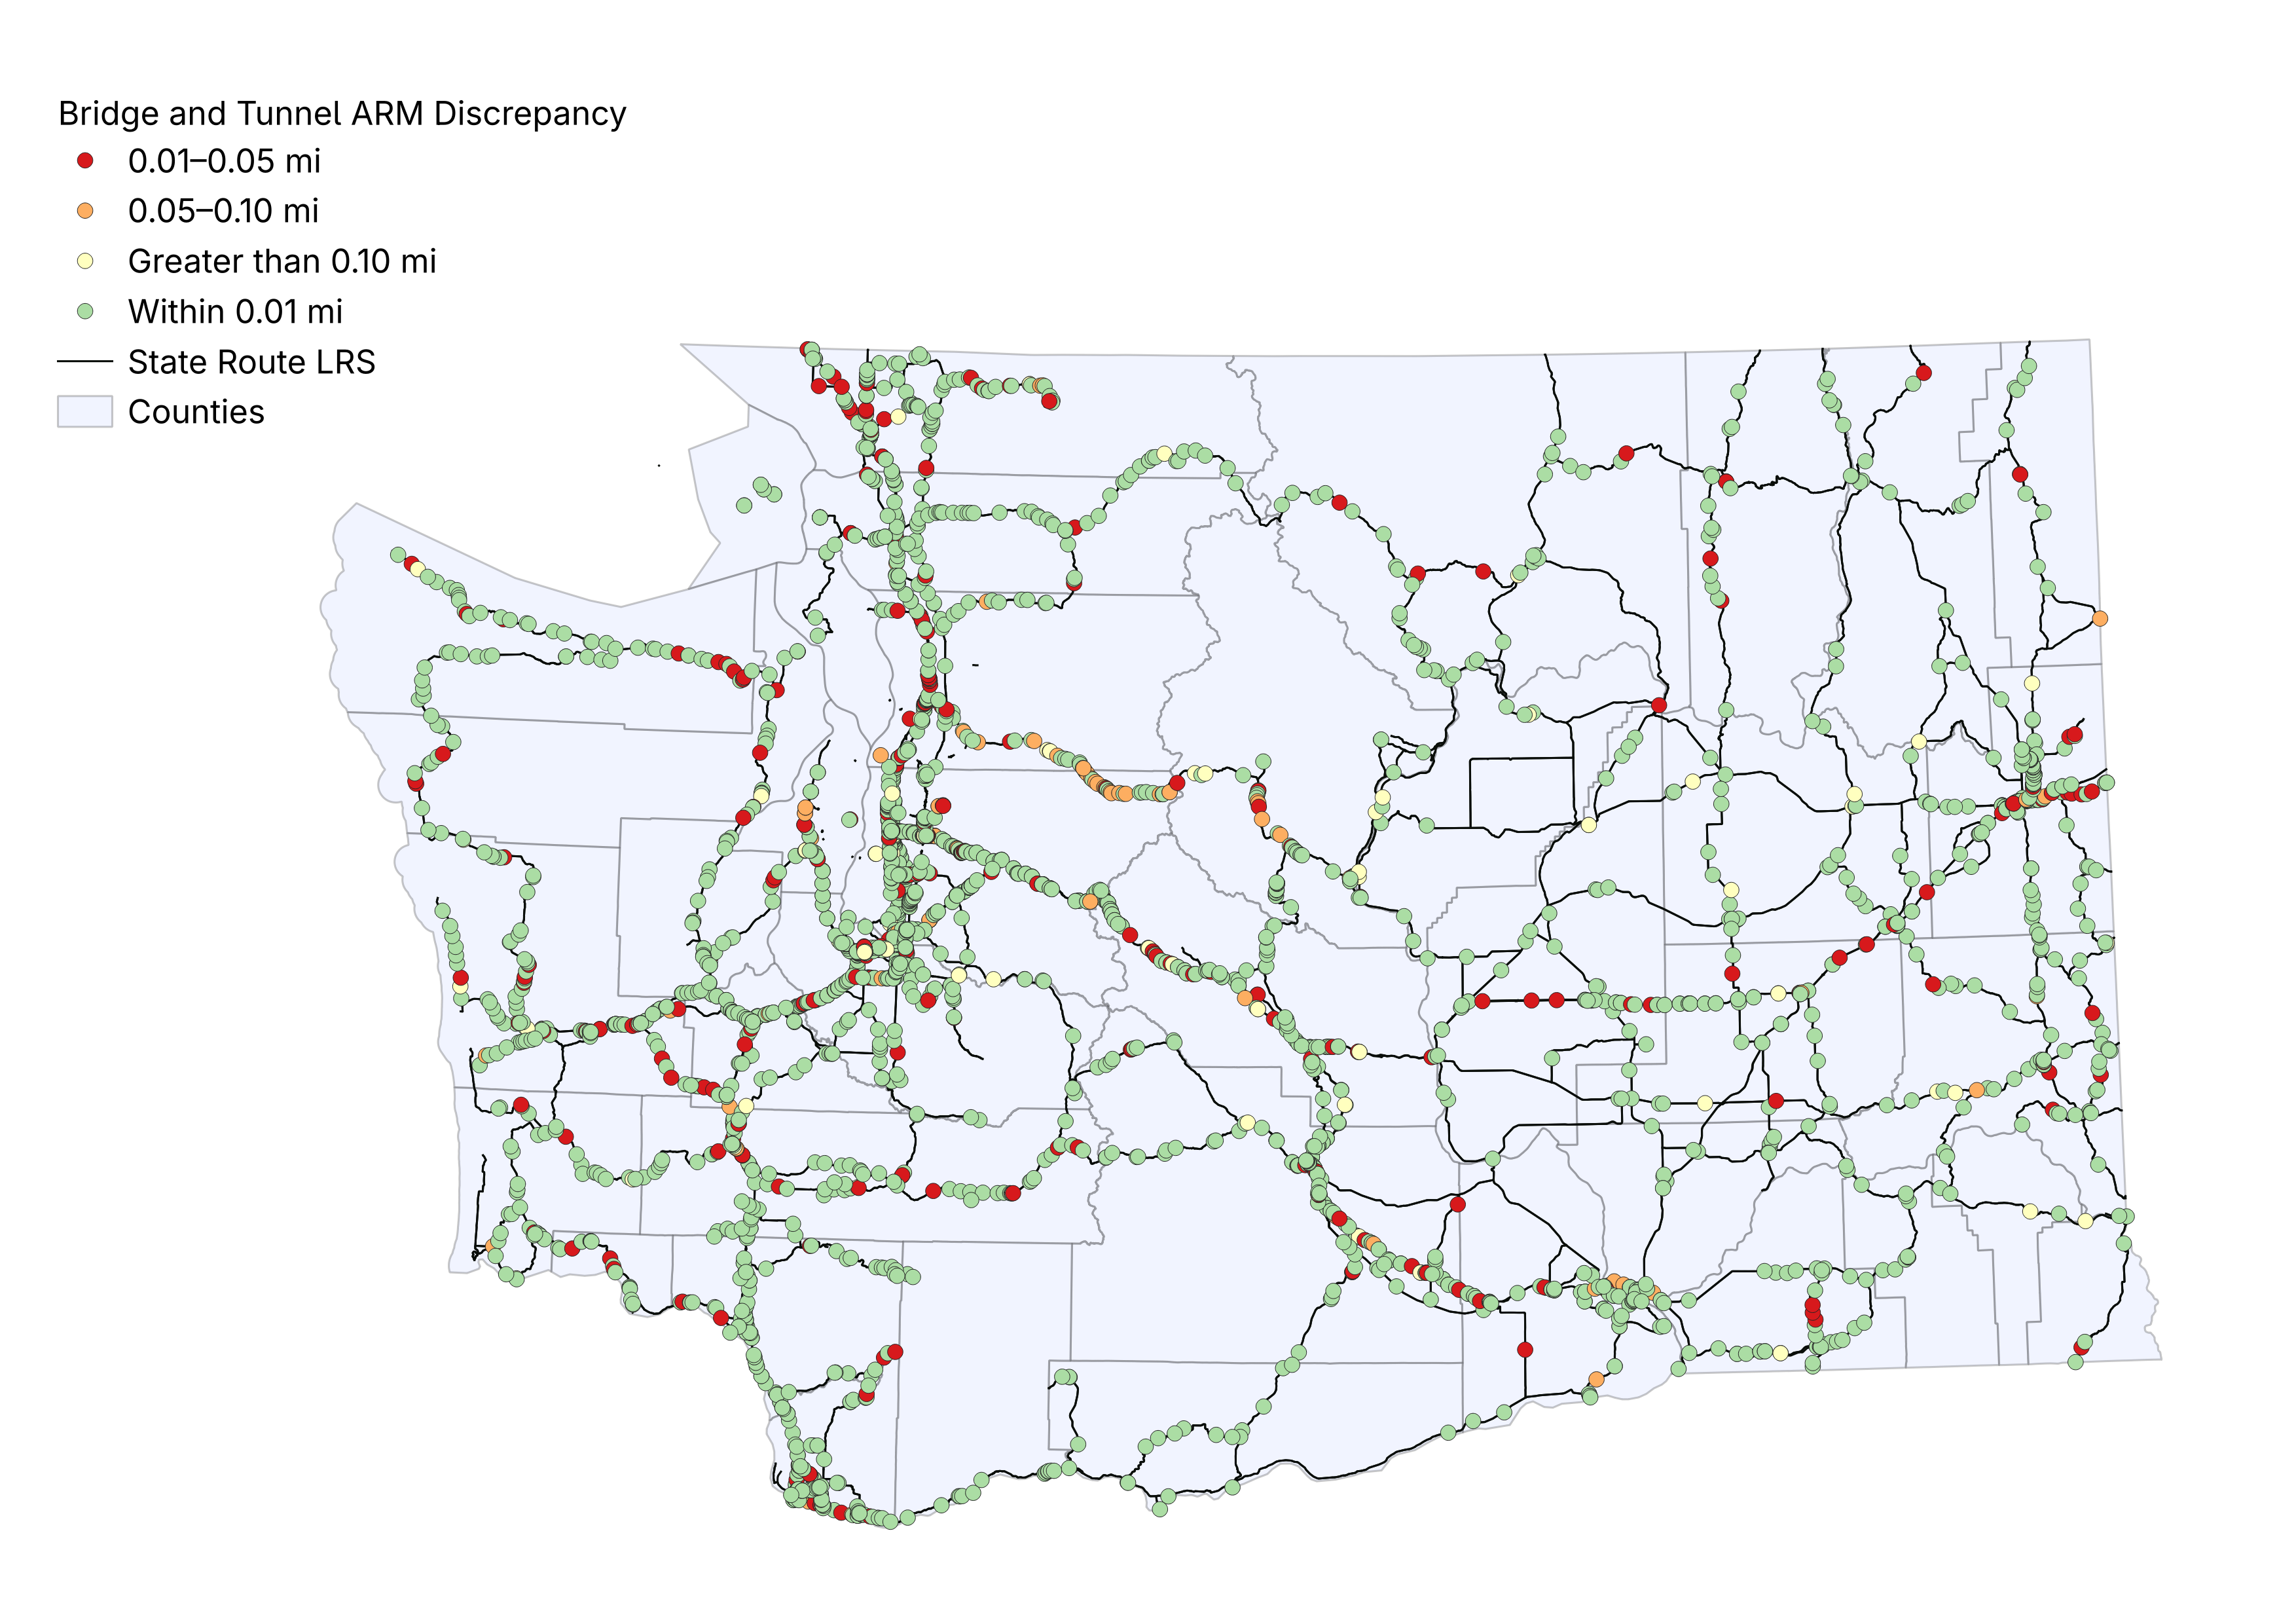 Bridge and Tunnel ARM Discrepancy
0.01–0.05 mi
0.05–0.10 mi
Greater than 0.10 mi
Within 0.01 mi
State Route LRS
Counties